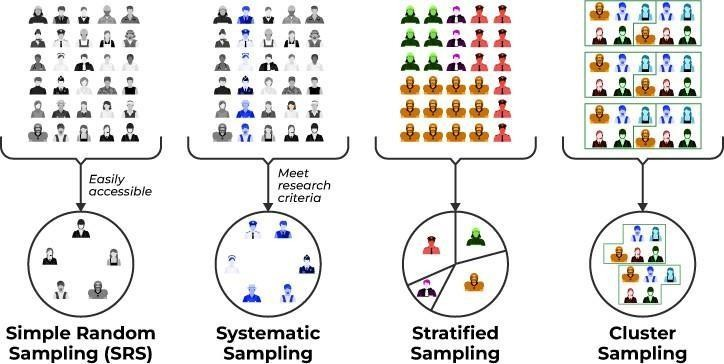 Easily
accessible
Meet
research
criteria
Simple Random
Sampling (SRS)
Systematic
Sampling
Stratified
Sampling
Cluster
Sampling